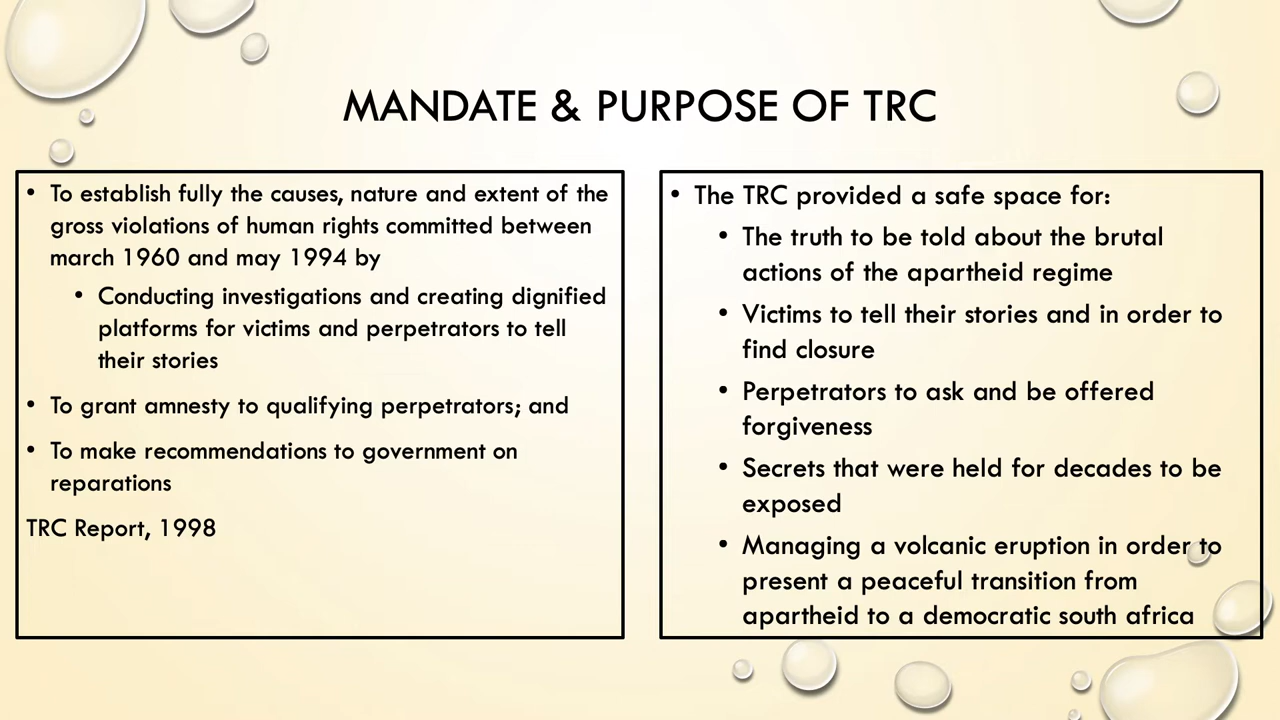 MANDATE & PURPOSE OF TRC
• To establish fully the causes, nature and extent of the
gross violations of human rights committed between
march 1960 and may 1994 by
• Conducting investigations and creating dignified
platforms for victims and perpetrators to tell
their stories
• To grant amnesty to qualifying perpetrators; and
• To make recommendations to government on
reparations
TRC Report, 1998
• The TRC provided a safe space for:
• The truth to be told about the brutal
actions of the apartheid regime
• Victims to tell their stories and in order to
find closure
• Perpetrators to ask and be offered
forgiveness
• Secrets that were held for decades to be
exposed
• Managing a volcanic eruption in order to
present a peaceful transition from
apartheid to a democratic south africa